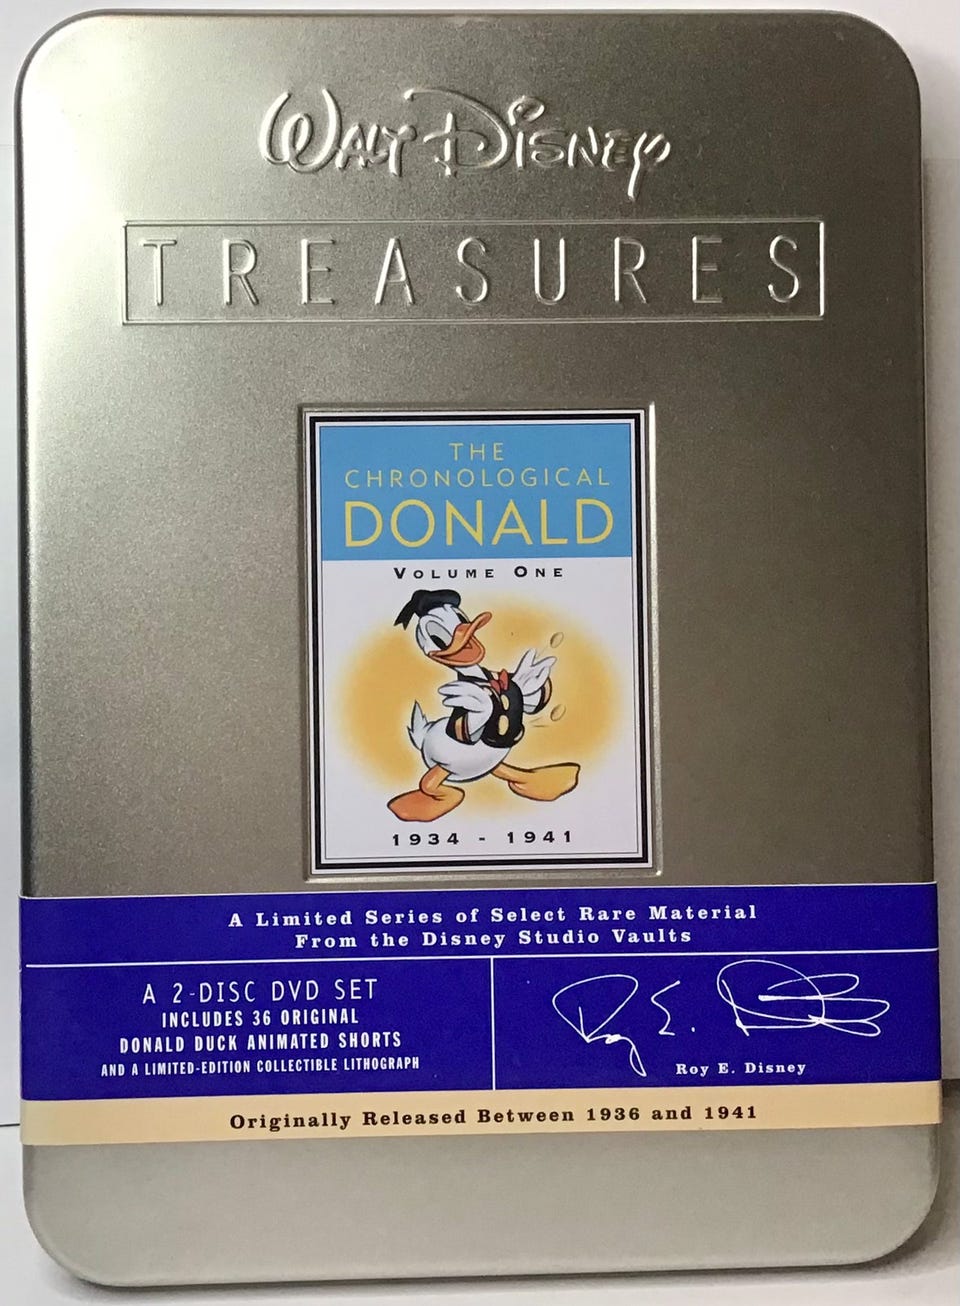 Walt Disney
TREASURES
THE
CHRONOLOGICAL
DONALD
Volume One
1934 - 1941
A Limited Series of Select Rare Material
From the Disney Studio Vaults
A 2-DISC DVD SET
INCLUDES 36 ORIGINAL
DONALD DUCK ANIMATED SHORTS
AND A LIMITED-EDITION COLLECTIBLE LITHOGRAPH
Roy E. Disney
Roy E. Disney
Originally Released Between 1936 and 1941